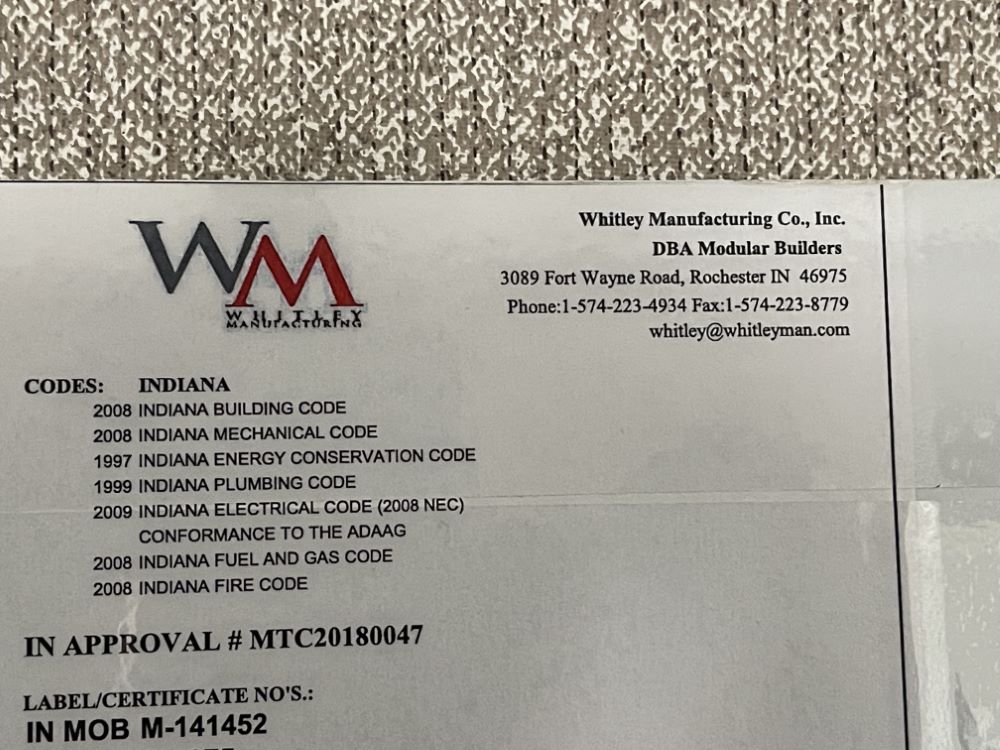 WM
WHITLEY
MANUFACTURING
Whitley Manufacturing Co., Inc.
DBA Modular Builders
3089 Fort Wayne Road, Rochester IN 46975
Phone:1-574-223-4934 Fax:1-574-223-8779
whitley@whitleyman.com
CODES: INDIANA
2008 INDIANA BUILDING CODE
2008 INDIANA MECHANICAL CODE
1997 INDIANA ENERGY CONSERVATION CODE
1999 INDIANA PLUMBING CODE
2009 INDIANA ELECTRICAL CODE (2008 NEC)
CONFORMANCE TO THE ADAAG
2008 INDIANA FUEL AND GAS CODE
2008 INDIANA FIRE CODE
IN APPROVAL # MTC20180047
LABEL/CERTIFICATE NO'S.:
IN MOB M-141452